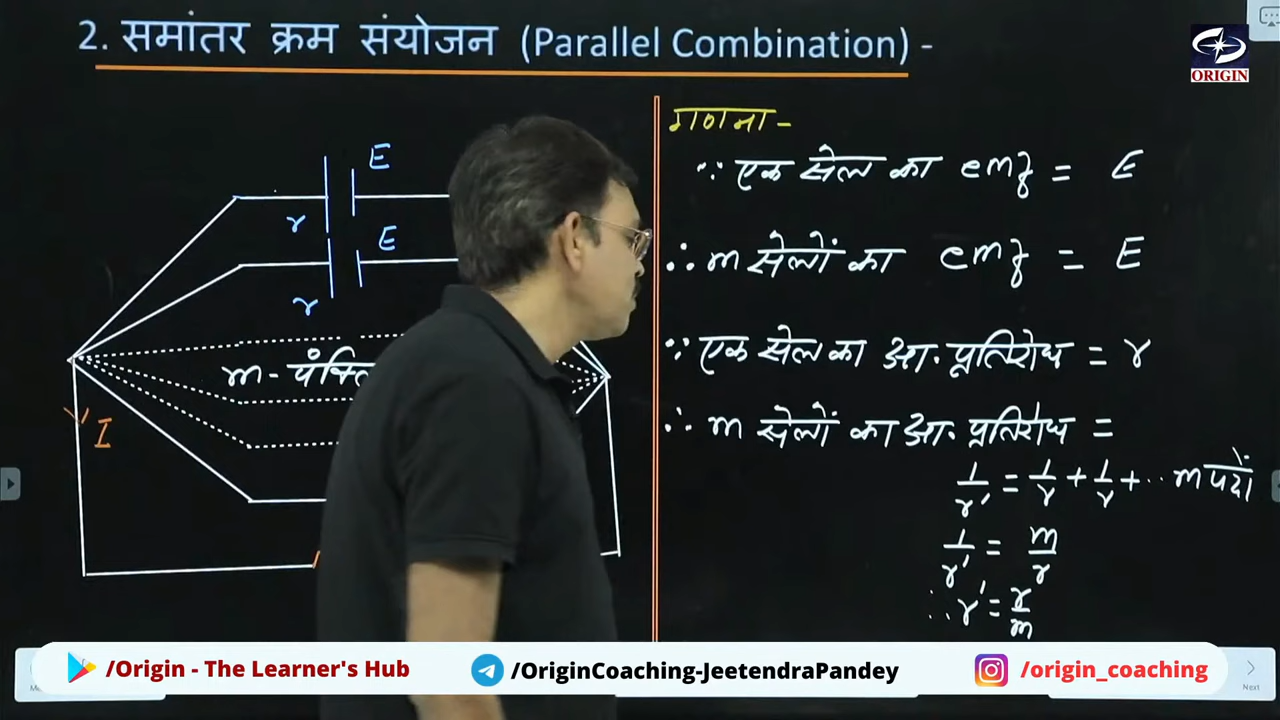 2. समांतर क्रम संयोजन (Parallel Combination) -
ORIGIN
E
r
E
r
m - पंक्ति
I
गणना -
∵ एक सेल का emf = E
∴ m सेलों का emf = E
∵ एक सेल का आ. प्रतिरोध = r
∴ m सेलों का आ. प्रतिरोध =
1/r' = 1/r + 1/r + .. m पदों
1/r' = m/r
∴ r' = r/m
/Origin - The Learner's Hub
/OriginCoaching-JeetendraPandey
/origin_coaching
Next